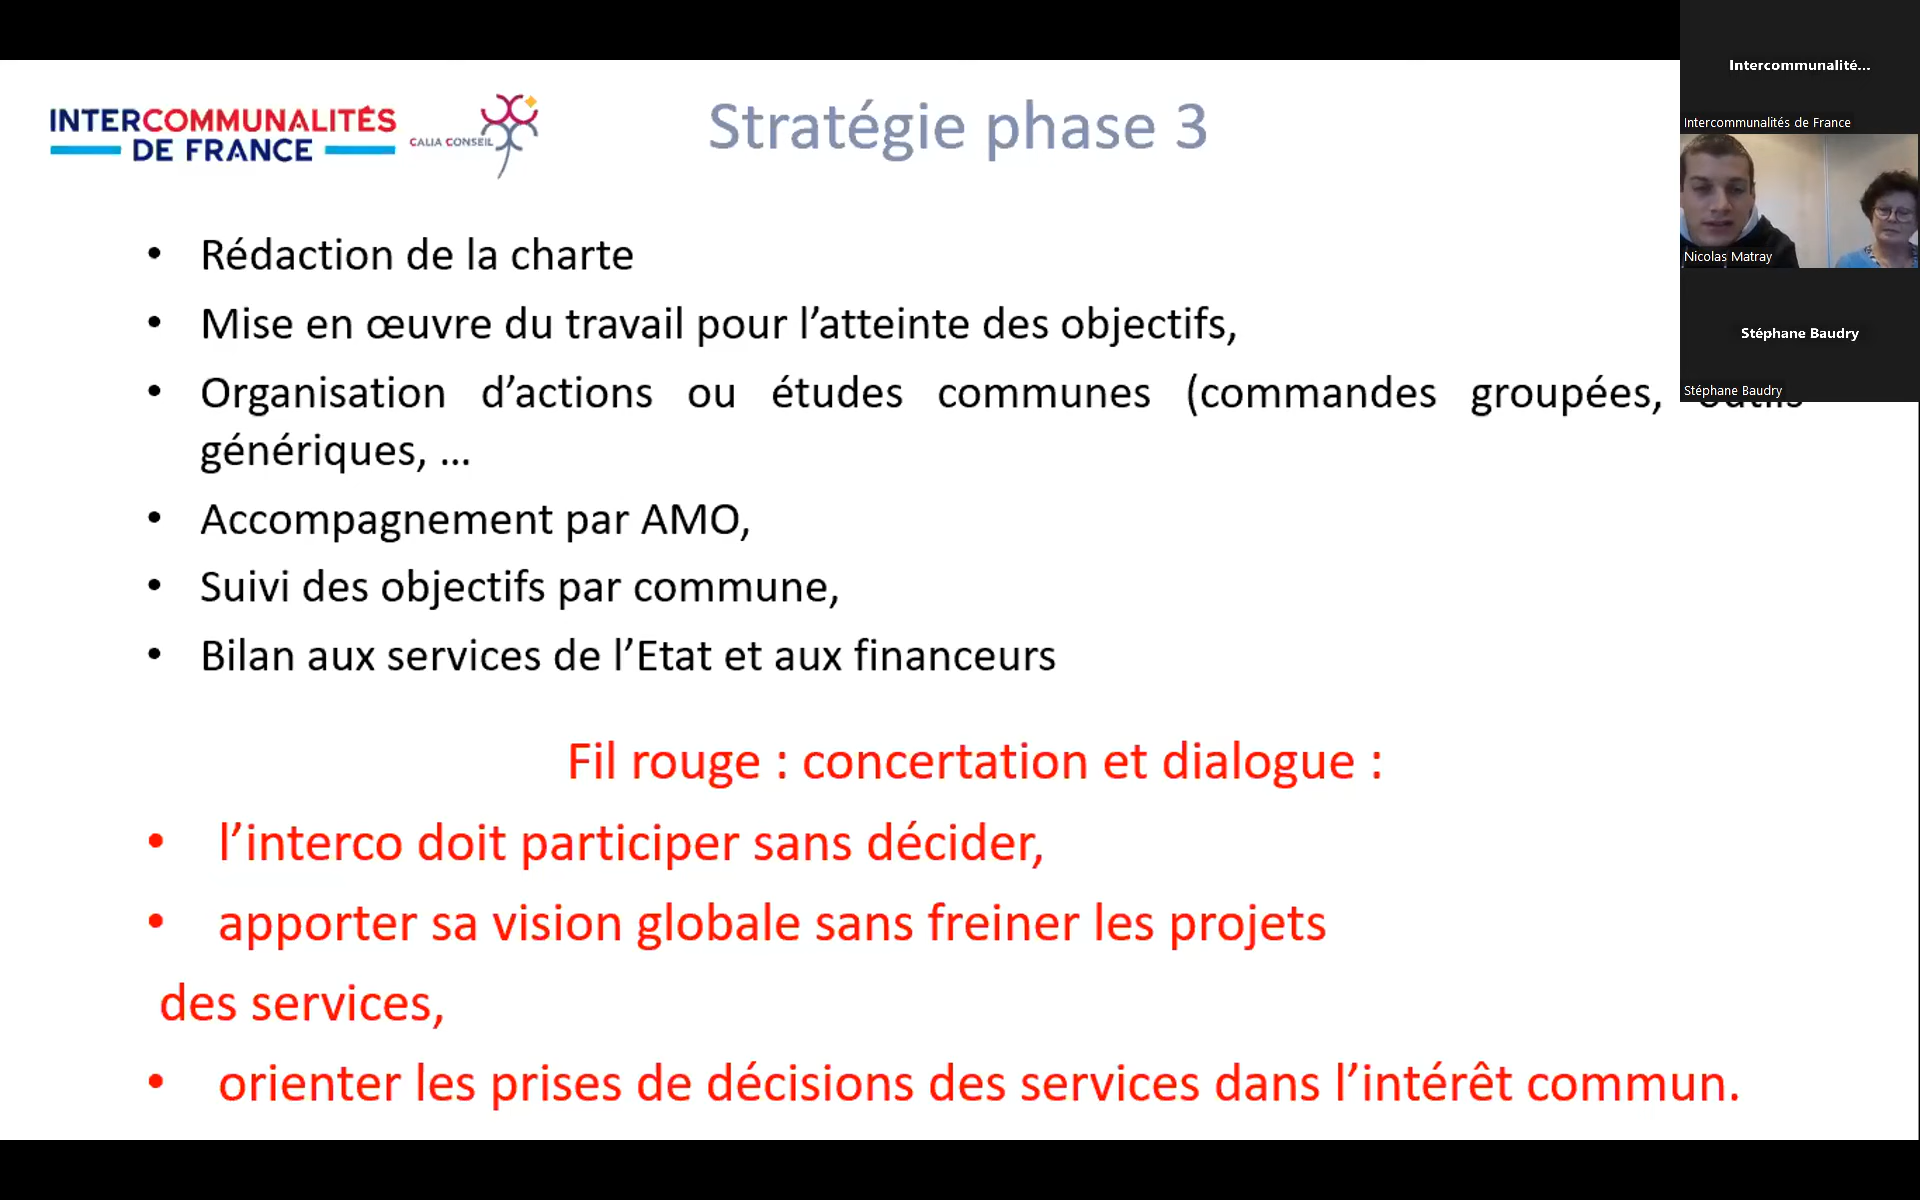 INTERCOMMUNALITÉS
DE FRANCE
CALIA CONSEIL
Stratégie phase 3
Intercommunalité...
Intercommunalités de France
Nicolas Matray
Stéphane Baudry
Stéphane Baudry
• Rédaction de la charte
• Mise en œuvre du travail pour l’atteinte des objectifs,
• Organisation d’actions ou études communes (commandes groupées,
génériques, ...
• Accompagnement par AMO,
• Suivi des objectifs par commune,
• Bilan aux services de l’Etat et aux financeurs
Fil rouge : concertation et dialogue :
• l’interco doit participer sans décider,
• apporter sa vision globale sans freiner les projets
des services,
• orienter les prises de décisions des services dans l’intérêt commun.